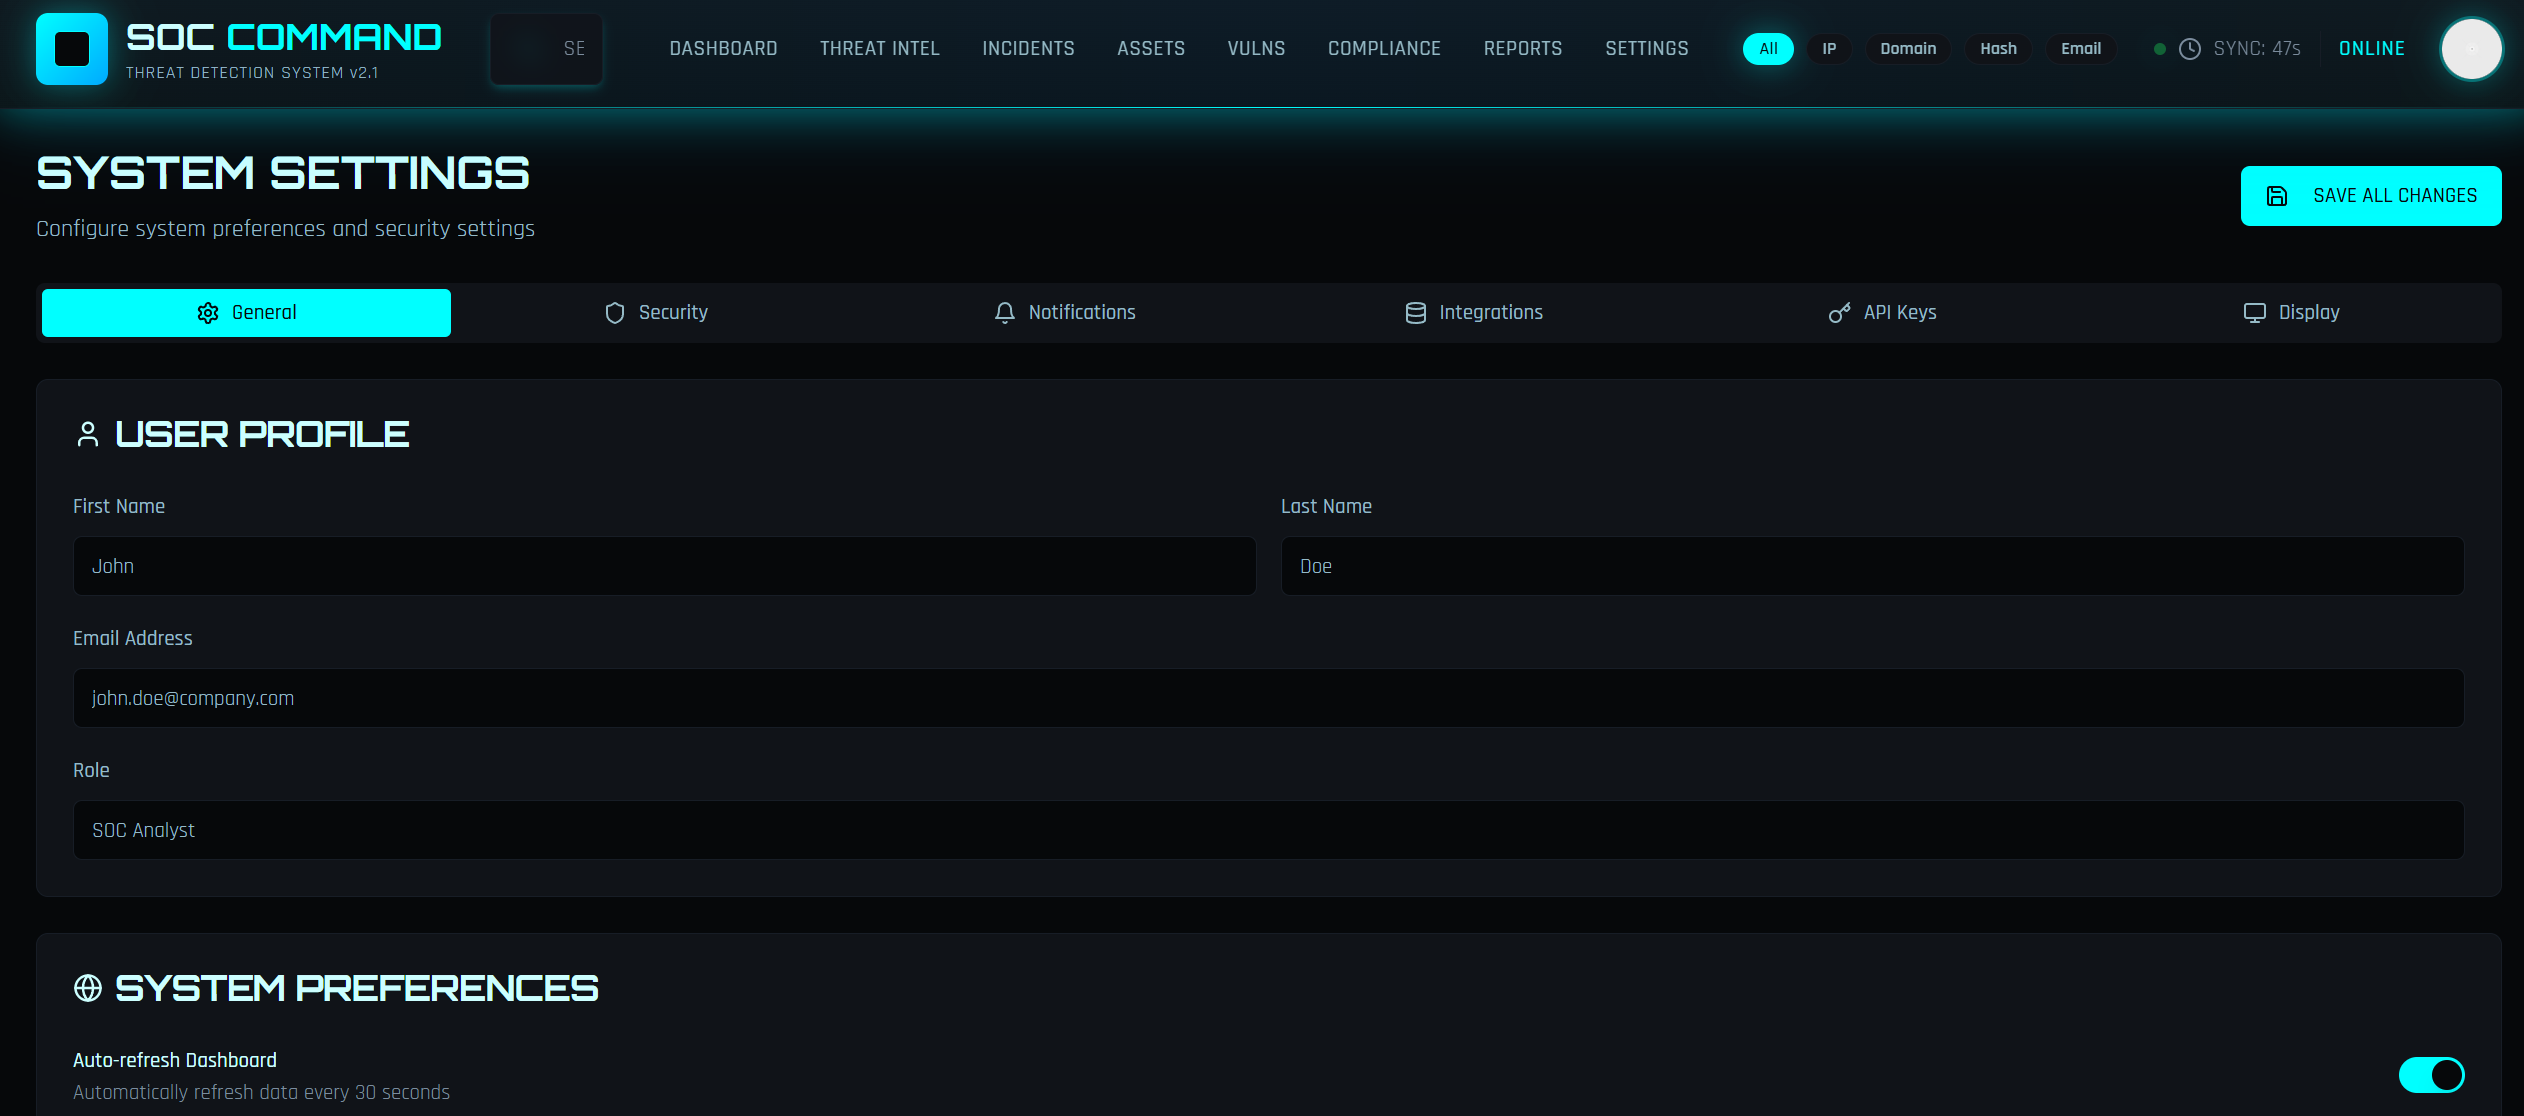 SOC COMMAND
THREAT DETECTION SYSTEM v2.1
SE
DASHBOARD THREAT INTEL INCIDENTS ASSETS VULNS COMPLIANCE REPORTS SETTINGS
All IP Domain Hash Email
SYNC: 47s
ONLINE
SYSTEM SETTINGS
Configure system preferences and security settings
SAVE ALL CHANGES
General Security Notifications Integrations API Keys Display
USER PROFILE
First Name Last Name
John Doe
Email Address
john.doe@company.com
Role
SOC Analyst
SYSTEM PREFERENCES
Auto-refresh Dashboard
Automatically refresh data every 30 seconds